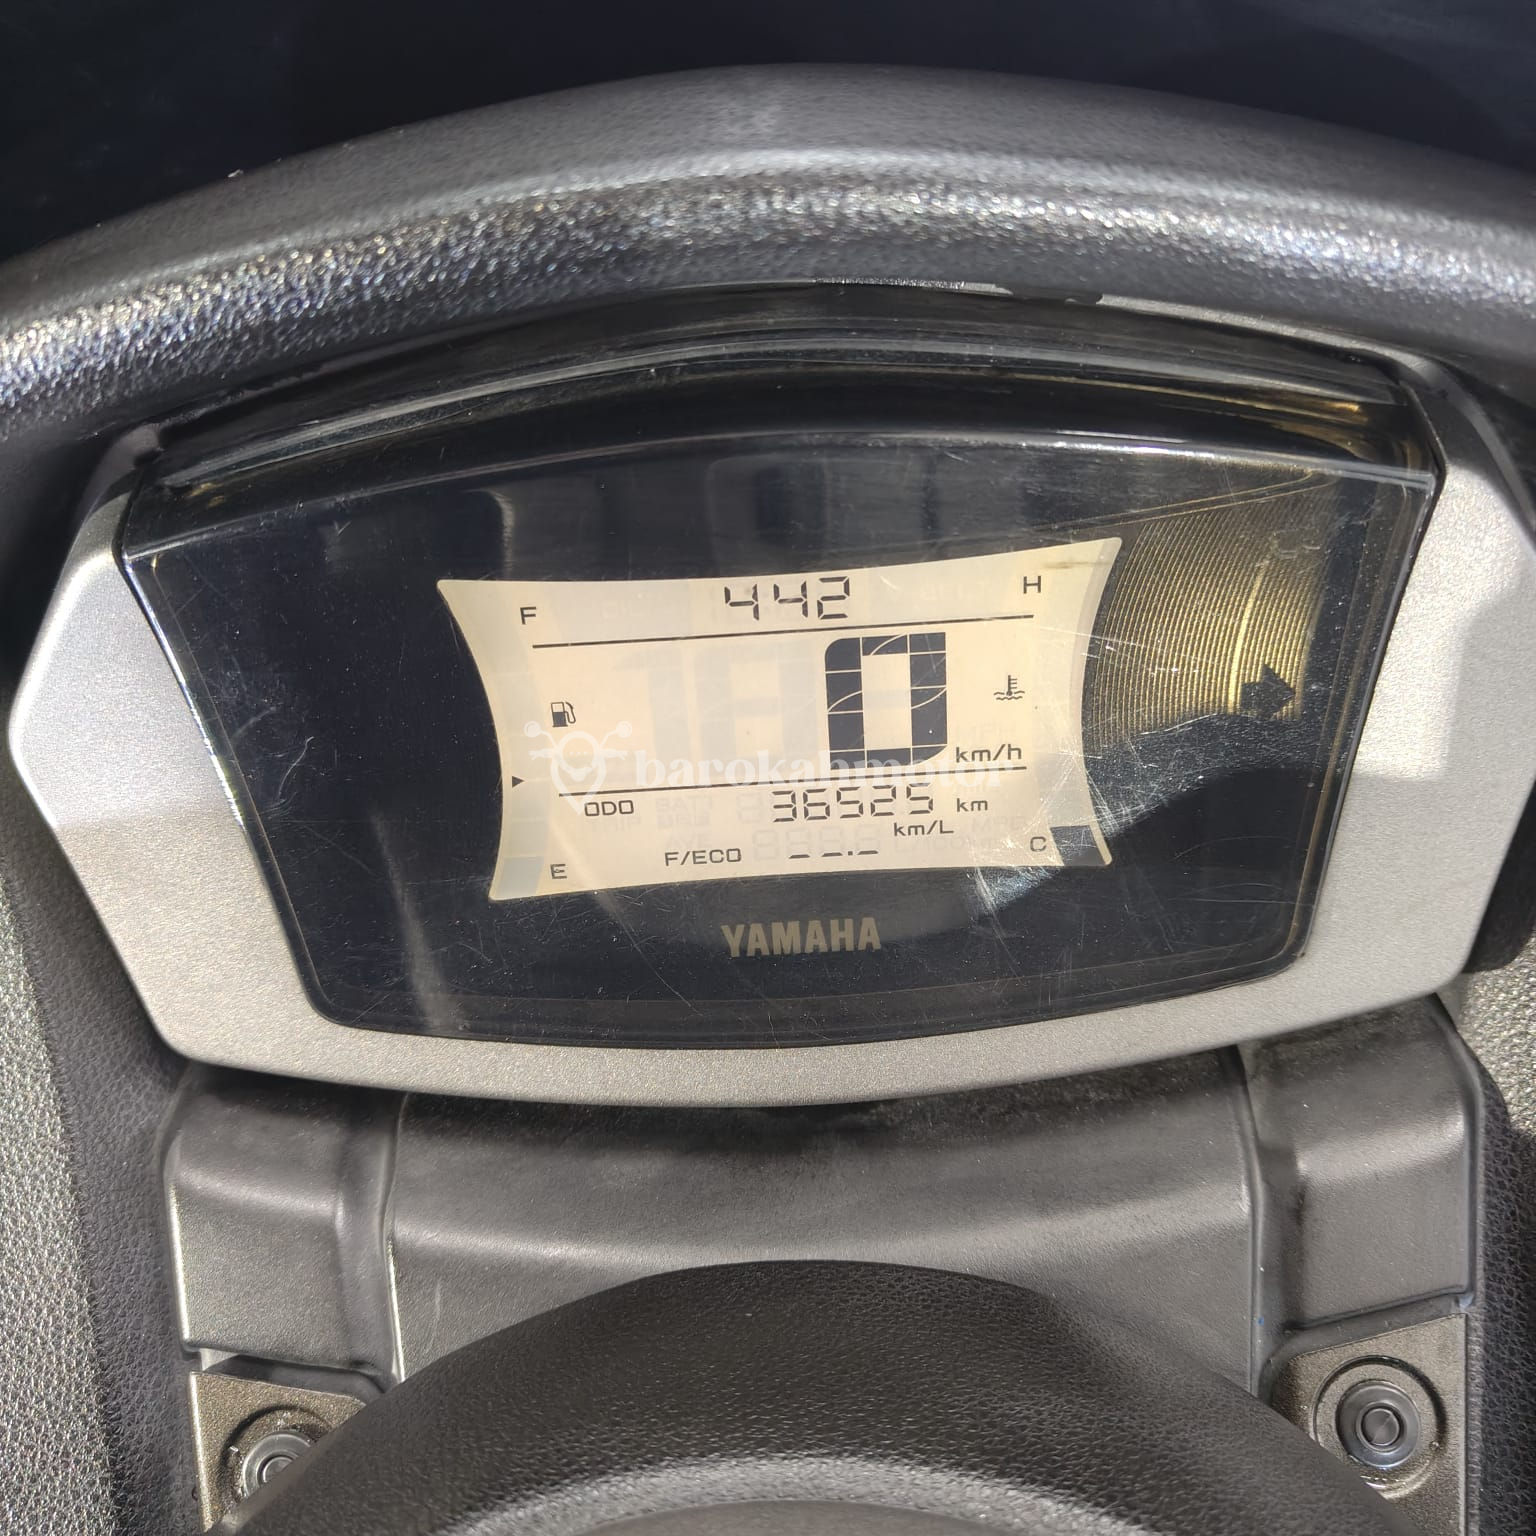 F 442 H
0 km/h
barokahmotor
ODO 36525 km
km/L
E F/ECO --.- C
YAMAHA